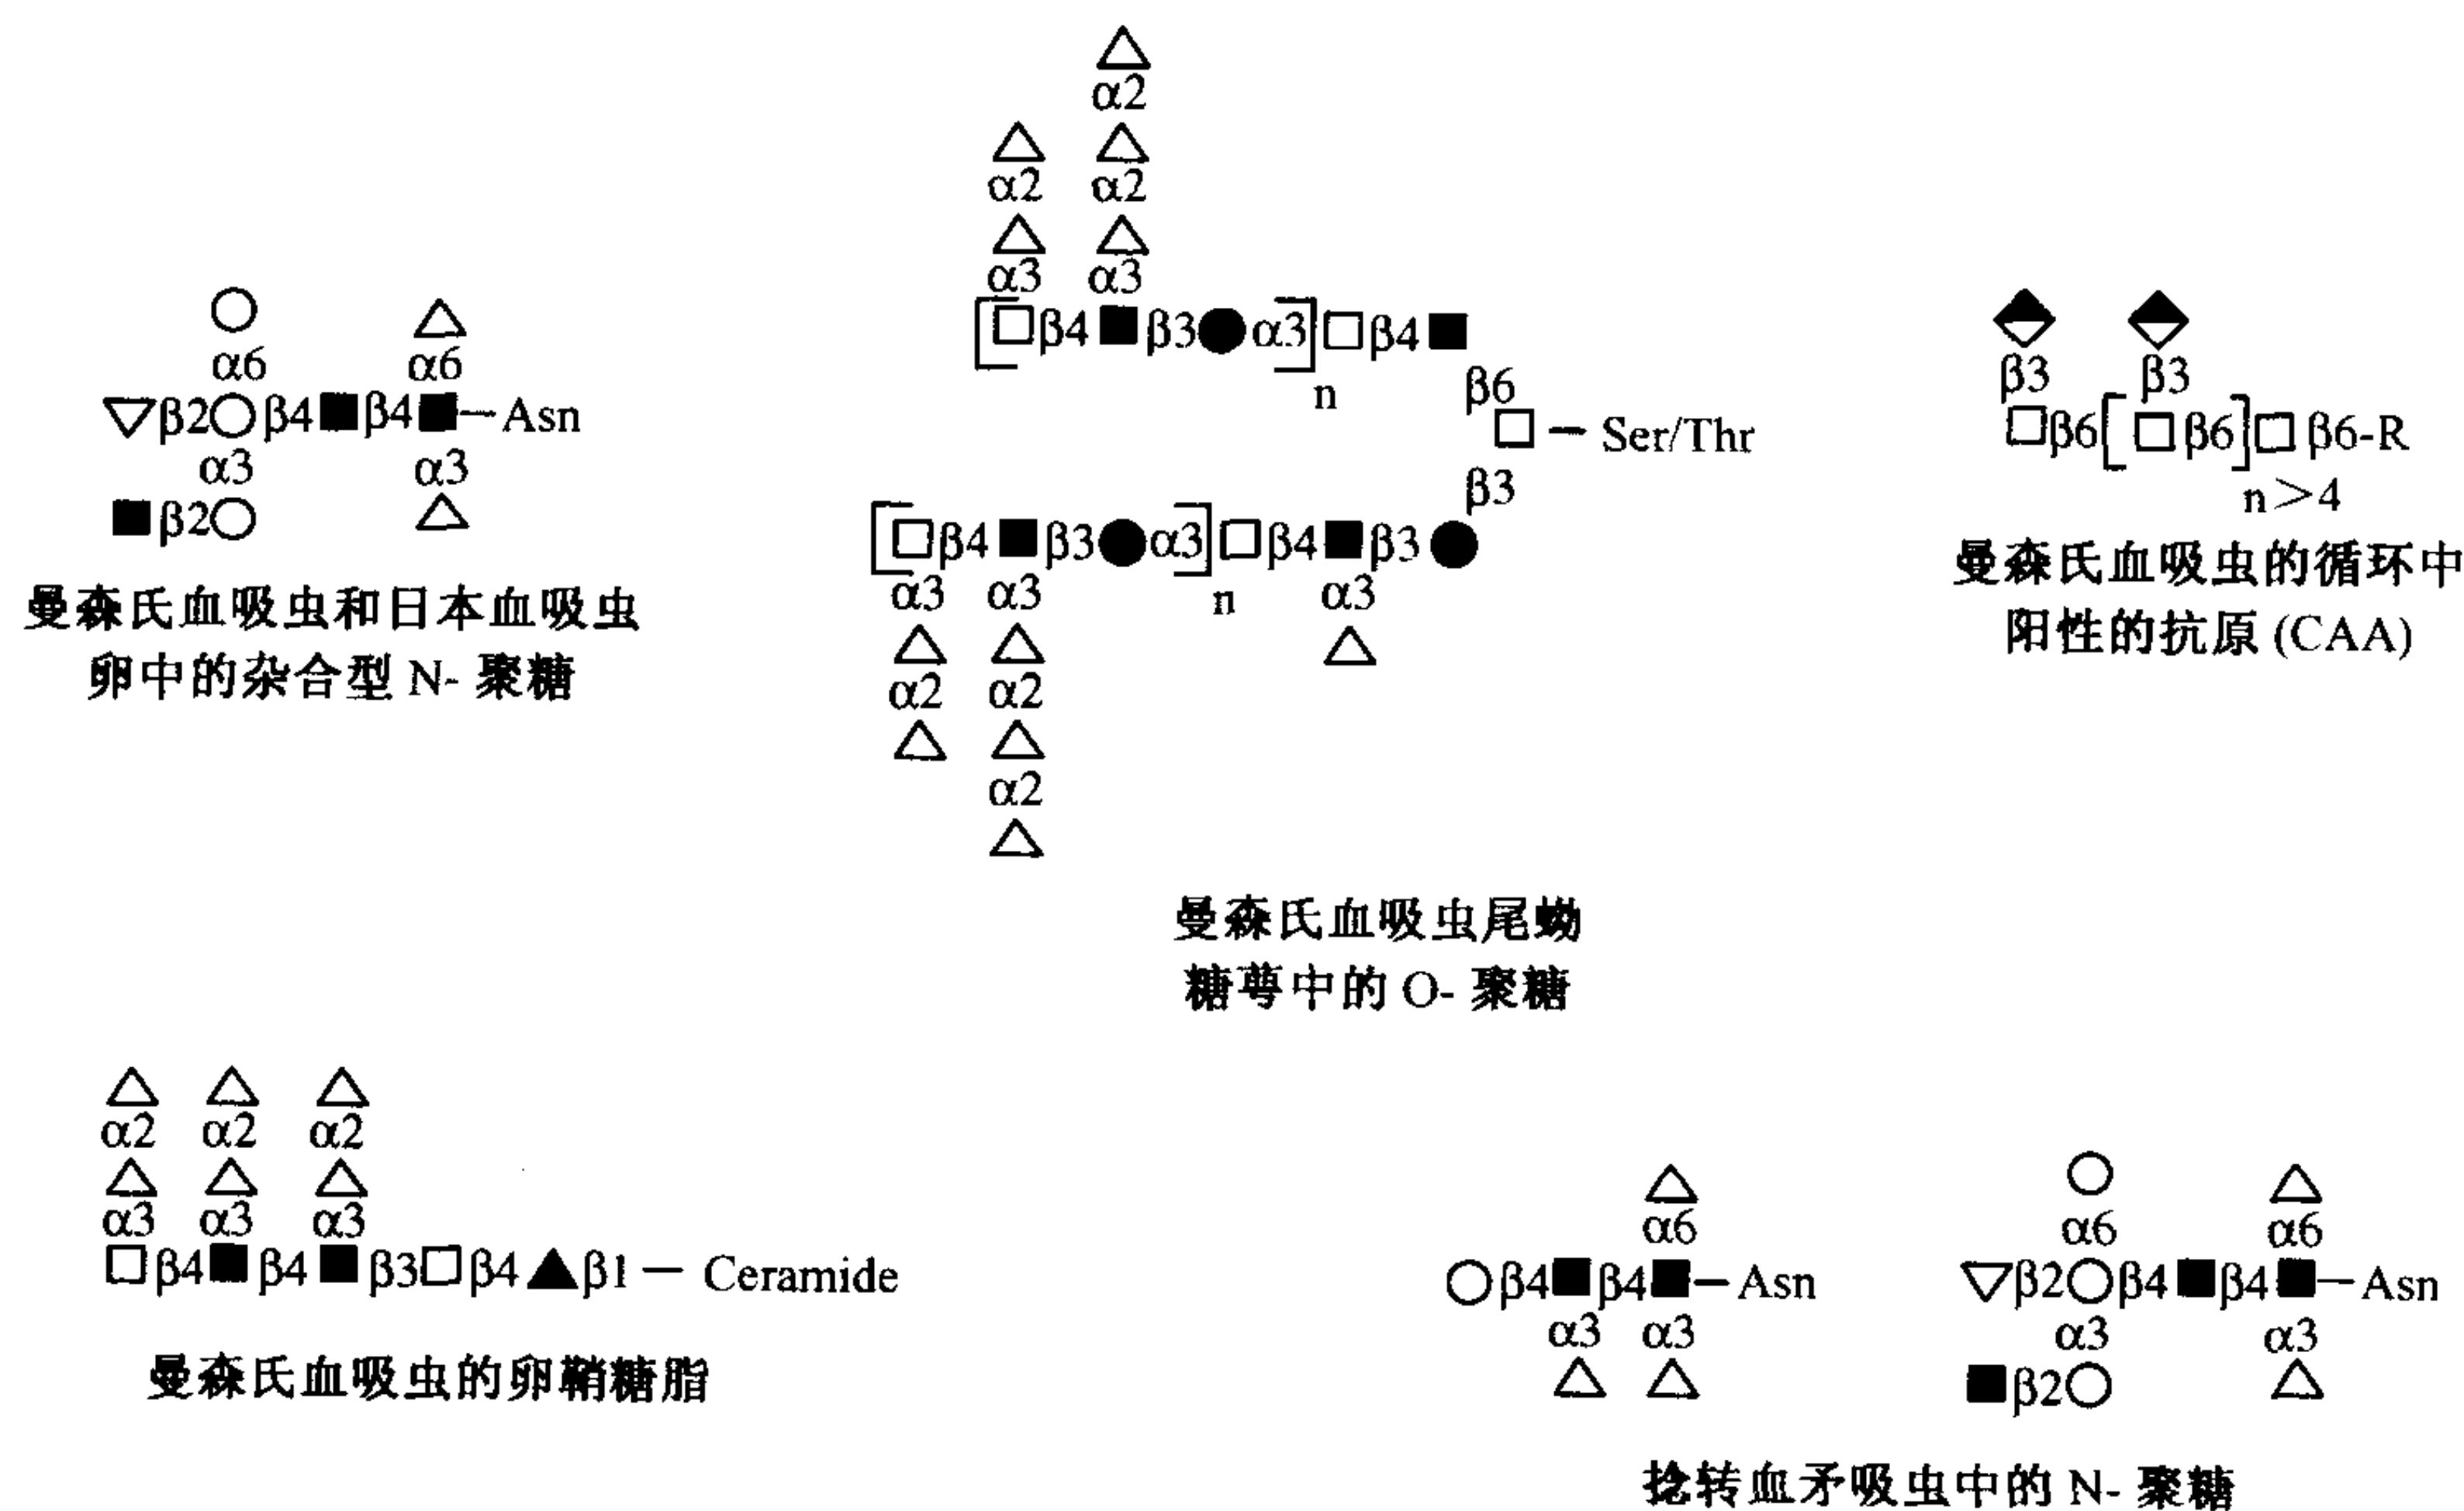 α2
α2 α2
α3 α3
β4 β3 α3 β4
n
β6
Ser/Thr
β3
β4 β3 α3 β4 β3
n
α3 α3 α3
α2 α2
α2
曼森氏血吸虫尾蚴
糖萼中的 O- 聚糖
α6 α6
β2 β4 β4 Asn
α3 α3
β2
曼森氏血吸虫和日本血吸虫
卵中的杂合型 N- 聚糖
β3 β3
β6 β6 β6-R
n>4
曼森氏血吸虫的循环中
阳性的抗原 (CAA)
α2 α2 α2
α3 α3 α3
β4 β4 β3 β4 β1 — Ceramide
曼森氏血吸虫的卵鞘糖脂
α6
β4 β4 Asn
α3 α3
α6 α6
β2 β4 β4 Asn
α3 α3
β2
捻转血矛吸虫中的 N- 聚糖